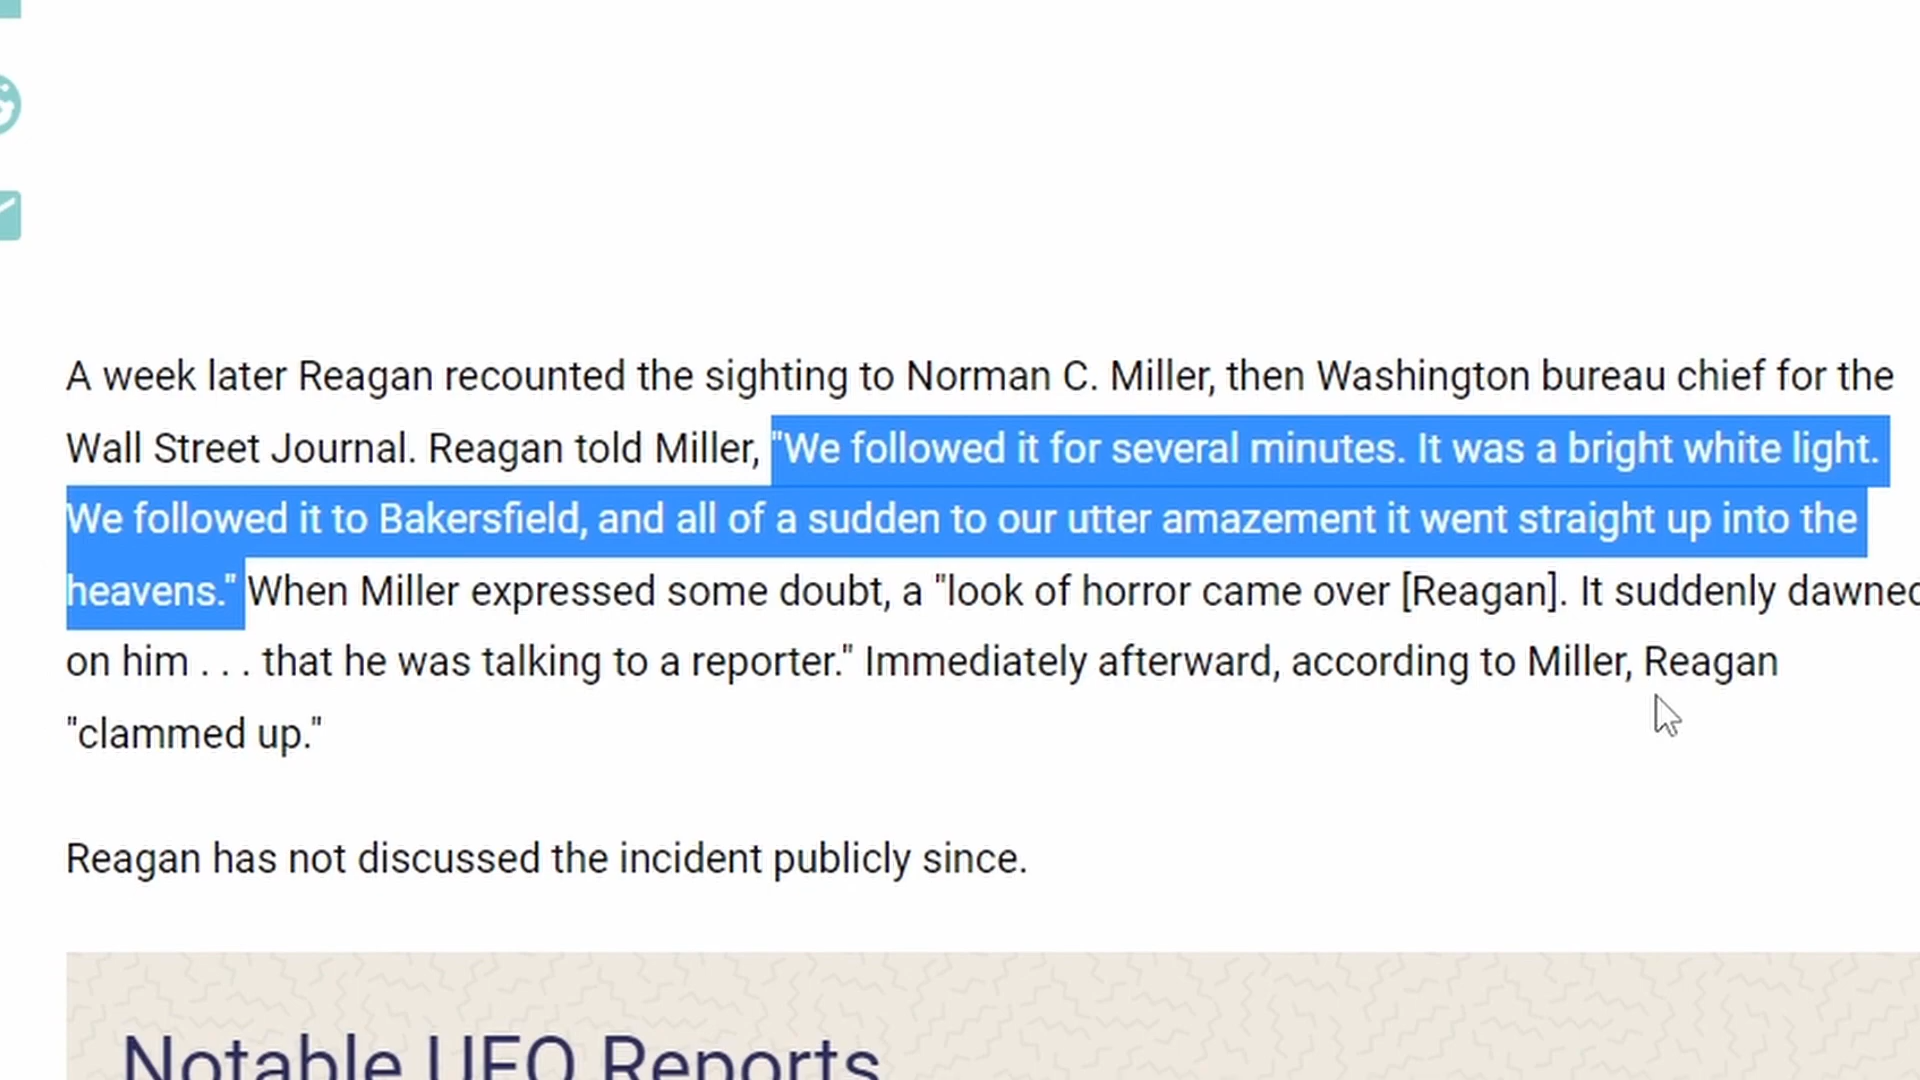 A week later Reagan recounted the sighting to Norman C. Miller, then Washington bureau chief for the
Wall Street Journal. Reagan told Miller, "We followed it for several minutes. It was a bright white light.
We followed it to Bakersfield, and all of a sudden to our utter amazement it went straight up into the
heavens." When Miller expressed some doubt, a "look of horror came over [Reagan]. It suddenly dawned
on him . . . that he was talking to a reporter." Immediately afterward, according to Miller, Reagan
"clammed up."
Reagan has not discussed the incident publicly since.
Notable UFO Reports